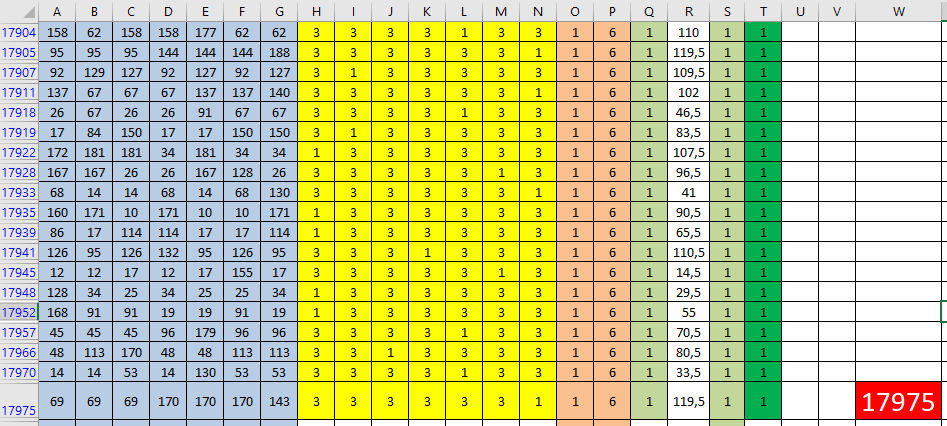 A B C D E F G H I J K L M N O P Q R S T U V W
17904 158 62 158 158 177 62 62 3 3 3 3 1 3 3 1 6 1 110 1 1
17905 95 95 95 144 144 144 188 3 3 3 3 3 3 1 1 6 1 119,5 1 1
17907 92 129 127 92 127 92 127 3 1 3 3 3 3 3 1 6 1 109,5 1 1
17911 137 67 67 67 137 137 140 3 3 3 3 3 3 1 1 6 1 102 1 1
17918 26 67 26 26 91 67 67 3 3 3 3 1 3 3 1 6 1 46,5 1 1
17919 17 84 150 17 17 150 150 3 1 3 3 3 3 3 1 6 1 83,5 1 1
17922 172 181 181 34 181 34 34 1 3 3 3 3 3 3 1 6 1 107,5 1 1
17928 167 167 26 26 167 128 26 3 3 3 3 3 1 3 1 6 1 96,5 1 1
17933 68 14 14 68 14 68 130 3 3 3 3 3 3 1 1 6 1 41 1 1
17935 160 171 10 171 10 10 171 1 3 3 3 3 3 3 1 6 1 90,5 1 1
17939 86 17 114 114 17 17 114 1 3 3 3 3 3 3 1 6 1 65,5 1 1
17941 126 95 126 132 95 126 95 3 3 3 1 3 3 3 1 6 1 110,5 1 1
17945 12 12 17 12 17 155 17 3 3 3 3 3 1 3 1 6 1 14,5 1 1
17948 128 34 25 34 25 25 34 1 3 3 3 3 3 3 1 6 1 29,5 1 1
17952 168 91 91 19 19 91 19 1 3 3 3 3 3 3 1 6 1 55 1 1
17957 45 45 45 96 179 96 96 3 3 3 3 1 3 3 1 6 1 70,5 1 1
17966 48 113 170 48 48 113 113 3 3 1 3 3 3 3 1 6 1 80,5 1 1
17970 14 14 53 14 130 53 53 3 3 3 3 1 3 3 1 6 1 33,5 1 1
17975 69 69 69 170 170 170 143 3 3 3 3 3 3 1 1 6 1 119,5 1 1 17975